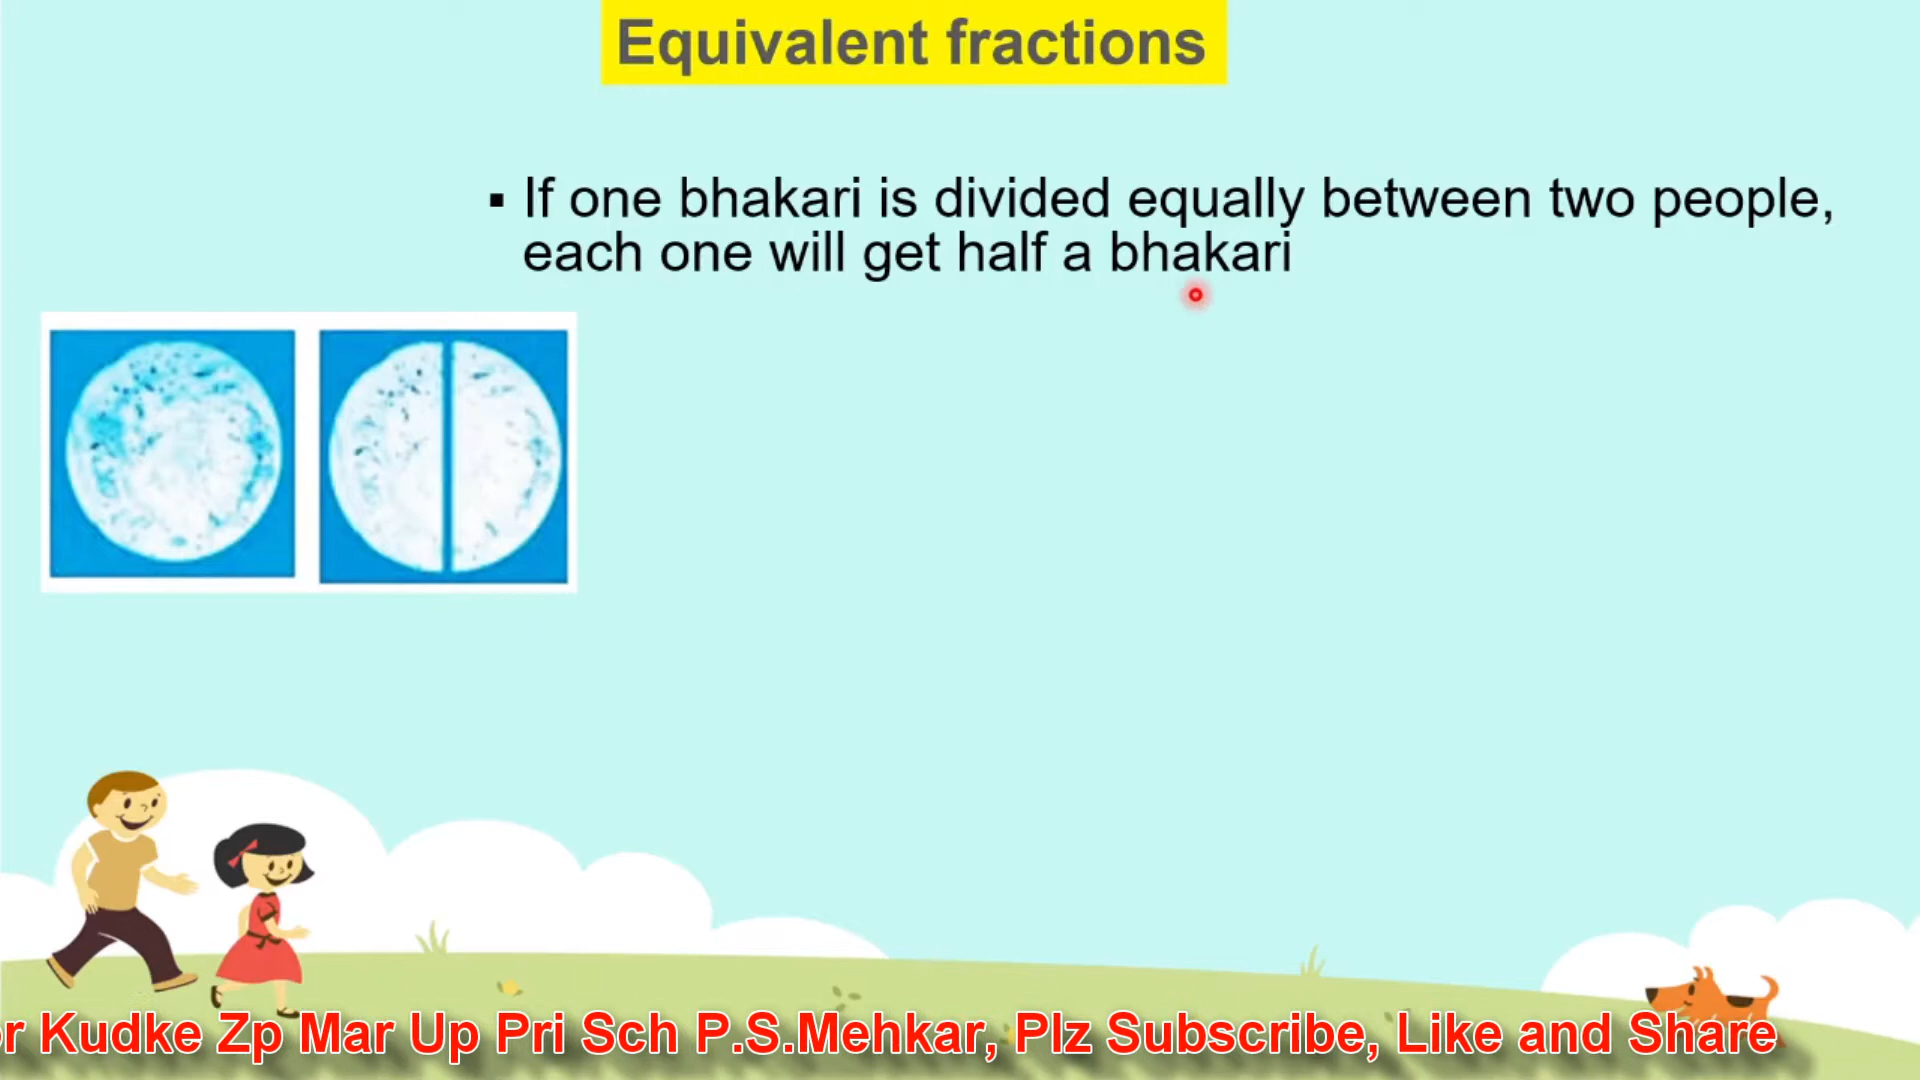 Equivalent fractions
▪ If one bhakari is divided equally between two people,
each one will get half a bhakari
r Kudke Zp Mar Up Pri Sch P.S.Mehkar, Plz Subscribe, Like and Share